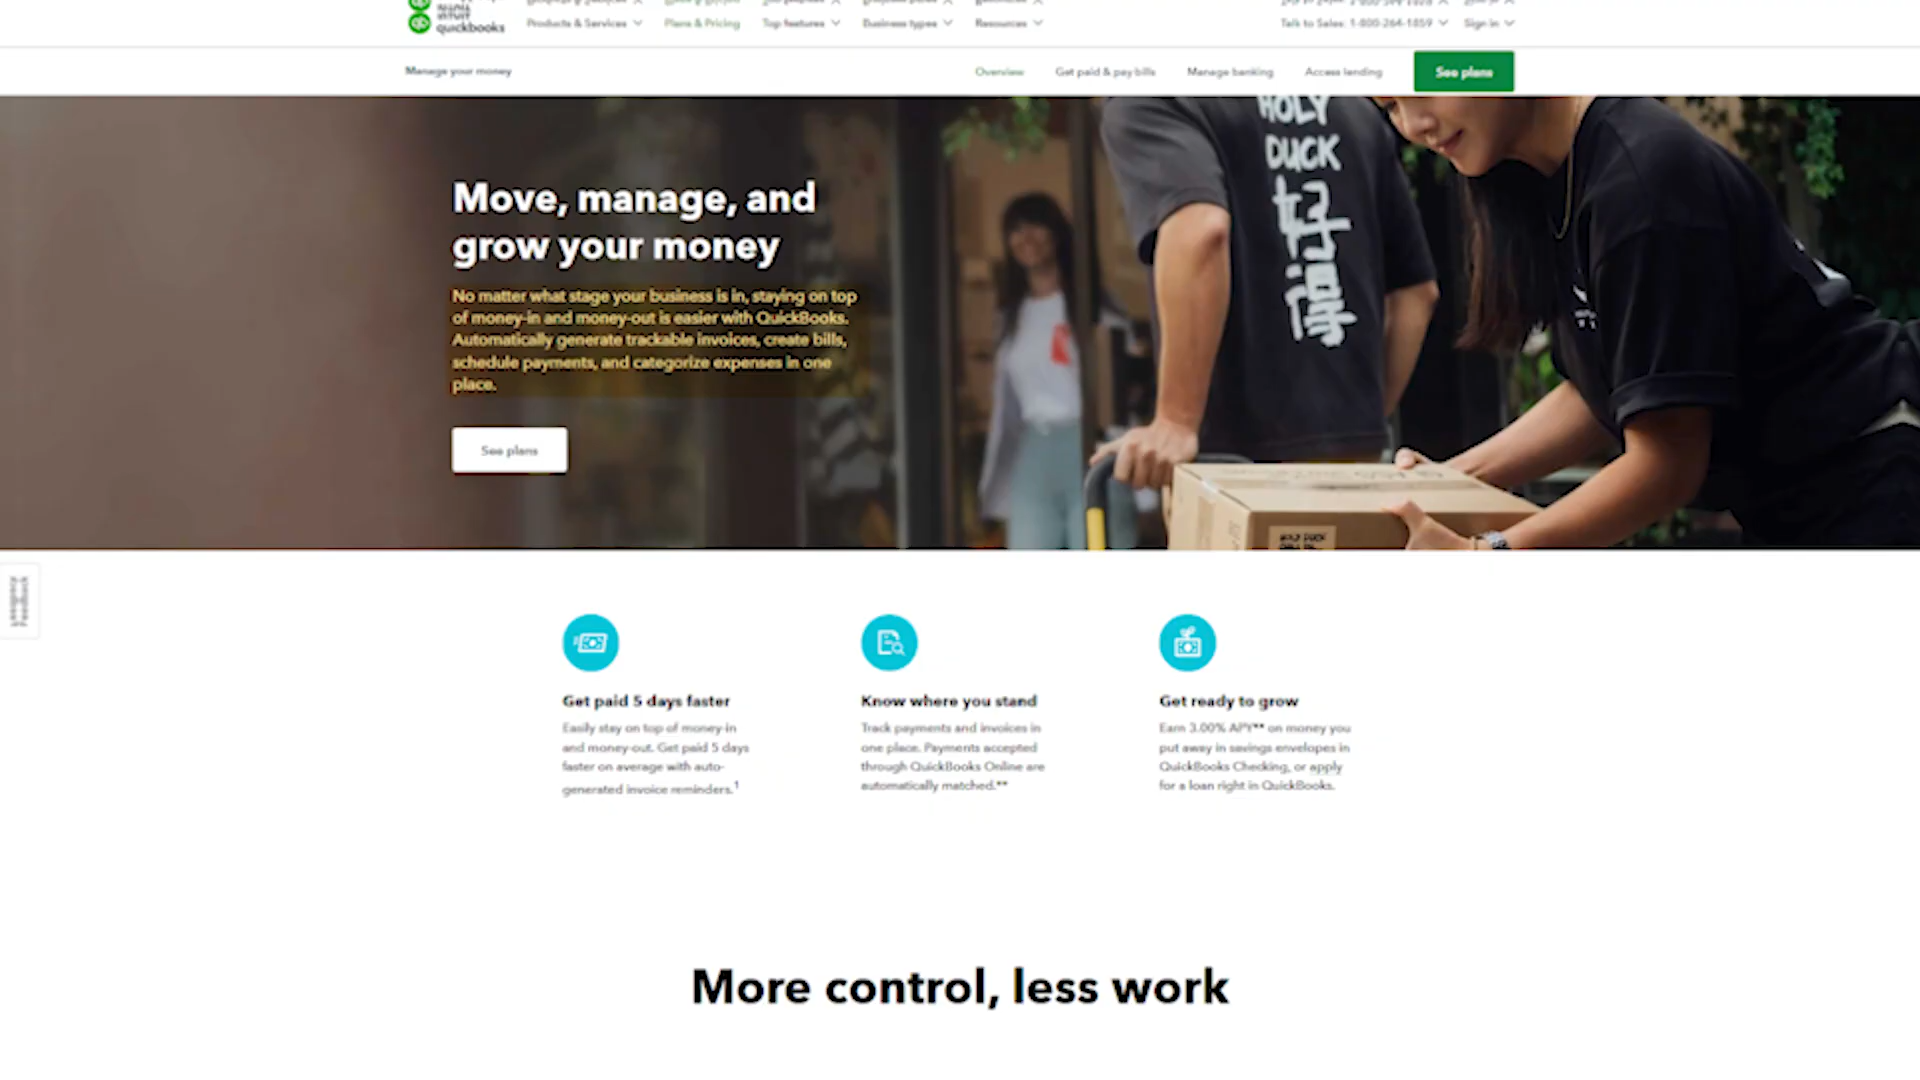 intuit
quickbooks
Products & Services
Plans & Pricing
Top features
Business types
Resources
Talk to Sales: 1-800-264-1859
Sign in
Manage your money
Overview
Get paid & pay bills
Manage banking
Access lending
See plans
HOLY
DUCK
好
Move, manage, and
grow your money
No matter what stage your business is in, staying on top
of money-in and money-out is easier with QuickBooks.
Automatically generate trackable invoices, create bills,
schedule payments, and categorize expenses in one
place.
See plans
Feedback
Get paid 5 days faster
Easily stay on top of money-in
and money-out. Get paid 5 days
faster on average with auto-
generated invoice reminders.1
Know where you stand
Track payments and invoices in
one place. Payments accepted
through QuickBooks Online are
automatically matched.**
Get ready to grow
Earn 3.00% APY** on money you
put away in savings envelopes in
QuickBooks Checking, or apply
for a loan right in QuickBooks.
More control, less work